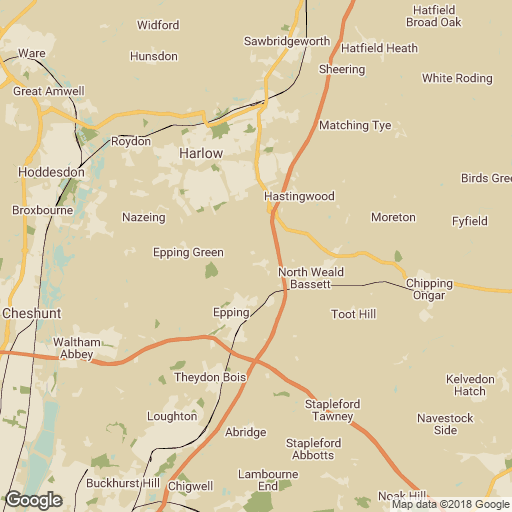 Hatfield
Broad Oak
Widford
Sawbridgeworth
Hatfield Heath
Ware
Hunsdon
Sheering
White Roding
Great Amwell
Matching Tye
Roydon
Harlow
Hoddesdon
Birds Gree
Hastingwood
Broxbourne
Nazeing
Moreton
Fyfield
Epping Green
North Weald
Bassett
Chipping
Ongar
Cheshunt
Epping
Toot Hill
Waltham
Abbey
Theydon Bois
Kelvedon
Hatch
Stapleford
Tawney
Loughton
Navestock
Side
Abridge
Stapleford
Abbotts
Buckhurst Hill
Chigwell
Lambourne
End
Noak Hill
Google
Map data ©2018 Google